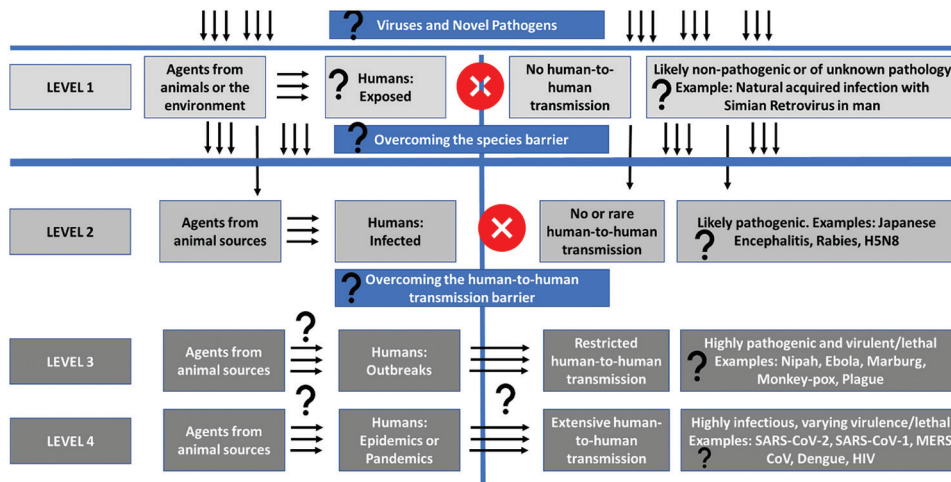 ? Viruses and Novel Pathogens
LEVEL 1
Agents from
animals or the
environment
? Humans:
Exposed
No human-to-
human
transmission
Likely non-pathogenic or of unknown pathology
? Example: Natural acquired infection with
Simian Retrovirus in man
? Overcoming the species barrier
LEVEL 2
Agents from
animal sources
Humans:
Infected
No or rare
human-to-human
transmission
Likely pathogenic. Examples: Japanese
? Encephalitis, Rabies, H5N8
? Overcoming the human-to-human
transmission barrier
LEVEL 3
Agents from
animal sources
?
Humans:
Outbreaks
Restricted
human-to-human
transmission
Highly pathogenic and virulent/lethal
? Examples: Nipah, Ebola, Marburg,
Monkey-pox, Plague
LEVEL 4
Agents from
animal sources
?
Humans:
Epidemics or
Pandemics
?
Extensive human-
to-human
transmission
Highly infectious, varying virulence/lethal
Examples: SARS-CoV-2, SARS-CoV-1, MERS
? CoV, Dengue, HIV